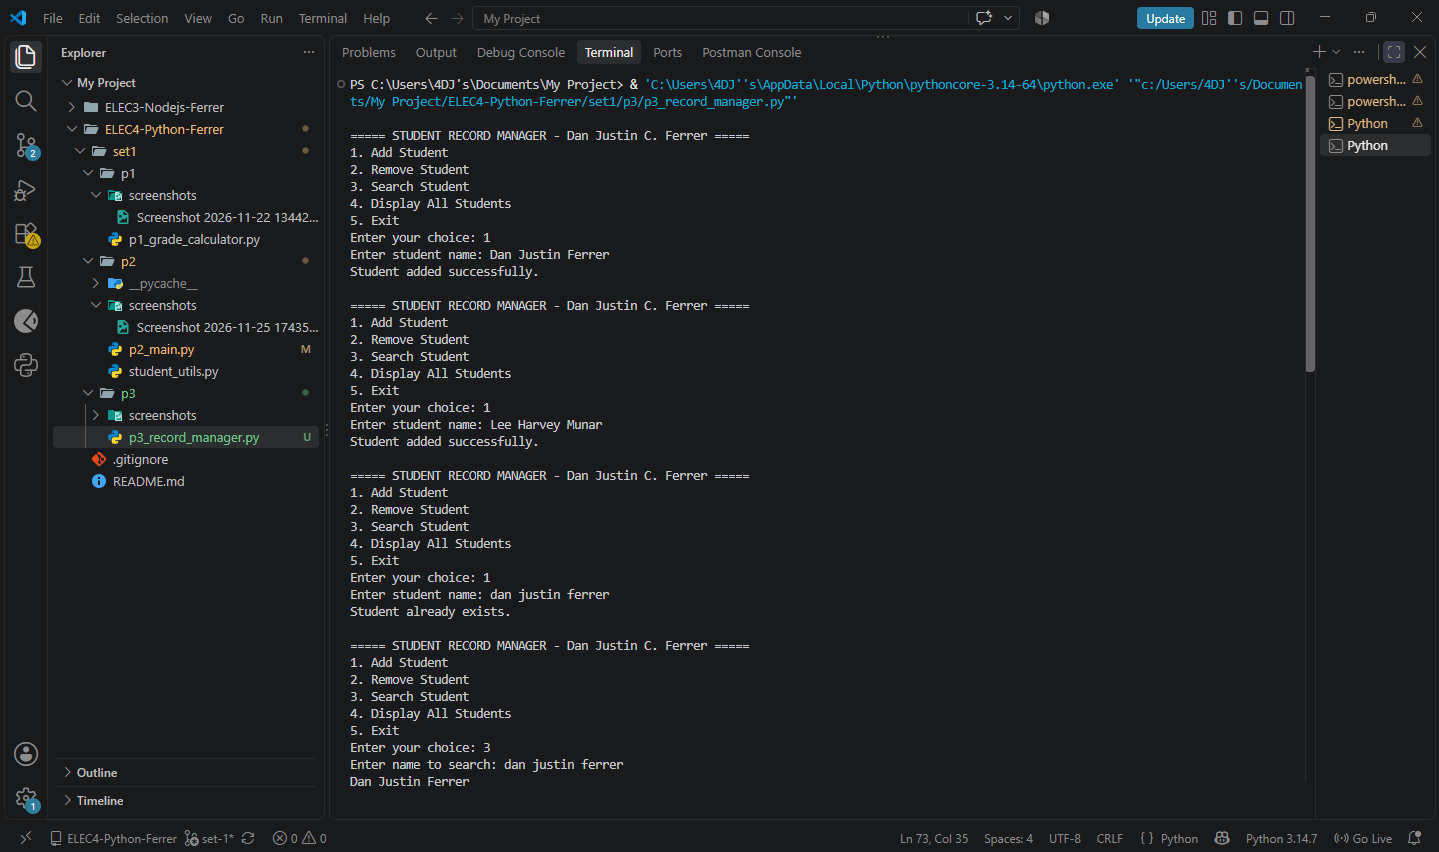 File Edit Selection View Go Run Terminal Help My Project Update
Explorer
My Project
ELEC3-Nodejs-Ferrer
ELEC4-Python-Ferrer
set1
p1
screenshots
Screenshot 2026-11-22 13442...
p1_grade_calculator.py
p2
__pycache__
screenshots
Screenshot 2026-11-25 17435...
p2_main.py M
student_utils.py
p3
screenshots
p3_record_manager.py U
.gitignore
README.md
Outline
Timeline
2
1
Problems Output Debug Console Terminal Ports Postman Console
PS C:\Users\4DJ's\Documents\My Project> & 'C:\Users\4DJ''s\AppData\Local\Python\pythoncore-3.14-64\python.exe' '"c:/Users/4DJ''s/Documen
ts/My Project/ELEC4-Python-Ferrer/set1/p3/p3_record_manager.py"'
===== STUDENT RECORD MANAGER - Dan Justin C. Ferrer =====
1. Add Student
2. Remove Student
3. Search Student
4. Display All Students
5. Exit
Enter your choice: 1
Enter student name: Dan Justin Ferrer
Student added successfully.
===== STUDENT RECORD MANAGER - Dan Justin C. Ferrer =====
1. Add Student
2. Remove Student
3. Search Student
4. Display All Students
5. Exit
Enter your choice: 1
Enter student name: Lee Harvey Munar
Student added successfully.
===== STUDENT RECORD MANAGER - Dan Justin C. Ferrer =====
1. Add Student
2. Remove Student
3. Search Student
4. Display All Students
5. Exit
Enter your choice: 1
Enter student name: dan justin ferrer
Student already exists.
===== STUDENT RECORD MANAGER - Dan Justin C. Ferrer =====
1. Add Student
2. Remove Student
3. Search Student
4. Display All Students
5. Exit
Enter your choice: 3
Enter name to search: dan justin ferrer
Dan Justin Ferrer
powersh...
powersh...
Python
Python
ELEC4-Python-Ferrer set-1* 0 0 Ln 73, Col 35 Spaces: 4 UTF-8 CRLF { } Python Python 3.14.7 Go Live